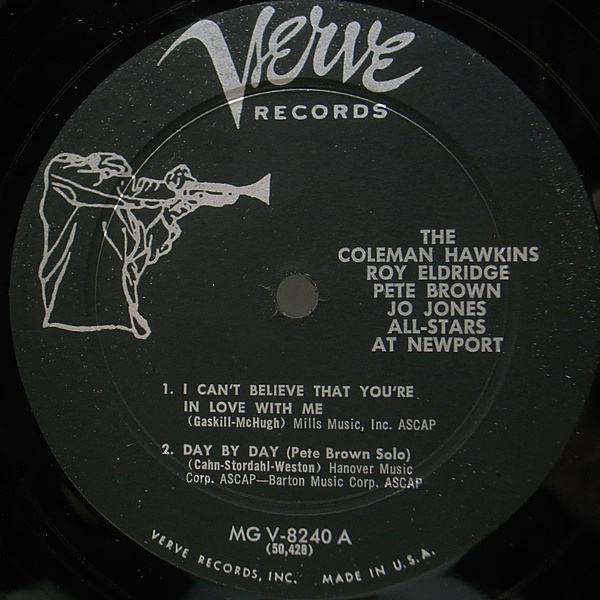 Verve
RECORDS
THE
COLEMAN HAWKINS
ROY ELDRIDGE
PETE BROWN
JO JONES
ALL-STARS
AT NEWPORT
1. I CAN'T BELIEVE THAT YOU'RE
IN LOVE WITH ME
(Gaskill-McHugh) Mills Music, Inc. ASCAP
2. DAY BY DAY (Pete Brown Solo)
(Cahn-Stordahl-Weston) Hanover Music
Corp. ASCAP—Barton Music Corp. ASCAP
MG V-8240 A
(50,428)
VERVE RECORDS, INC. MADE IN U.S.A.